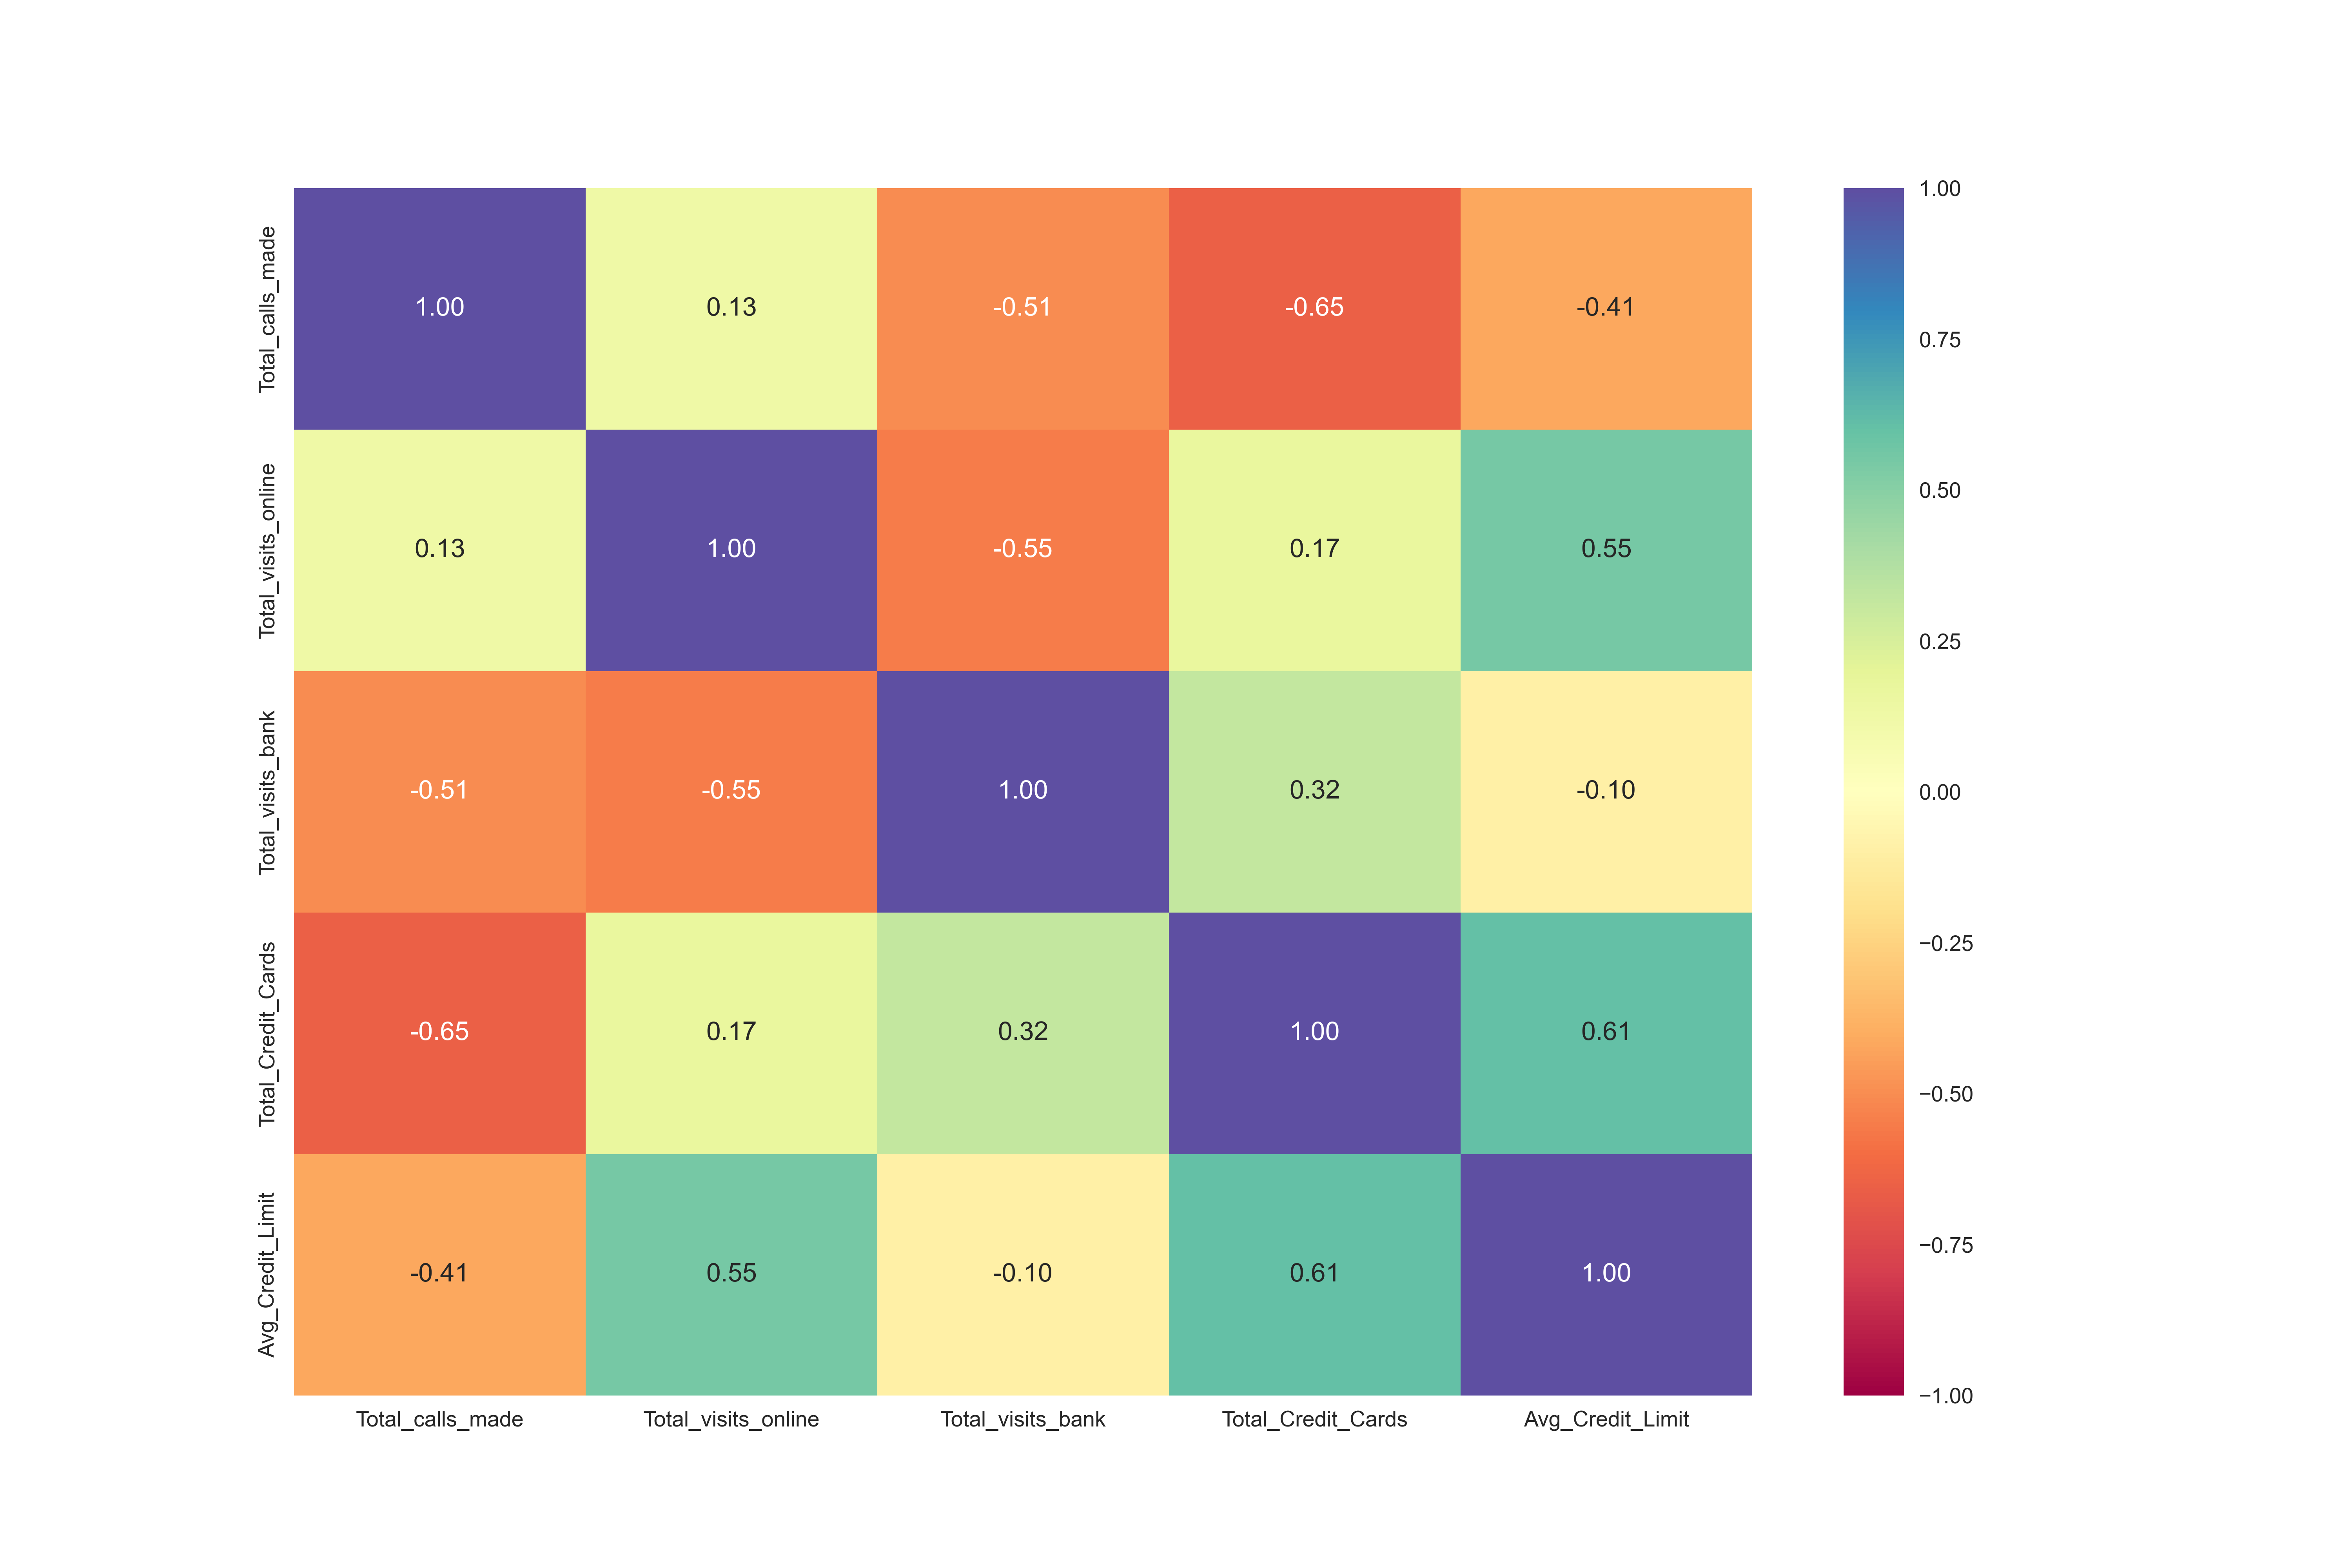 Total_calls_made 1.00 0.13 -0.51 -0.65 -0.41
Total_visits_online 0.13 1.00 -0.55 0.17 0.55
Total_visits_bank -0.51 -0.55 1.00 0.32 -0.10
Total_Credit_Cards -0.65 0.17 0.32 1.00 0.61
Avg_Credit_Limit -0.41 0.55 -0.10 0.61 1.00
Total_calls_made Total_visits_online Total_visits_bank Total_Credit_Cards Avg_Credit_Limit
1.00
0.75
0.50
0.25
0.00
−0.25
−0.50
−0.75
−1.00